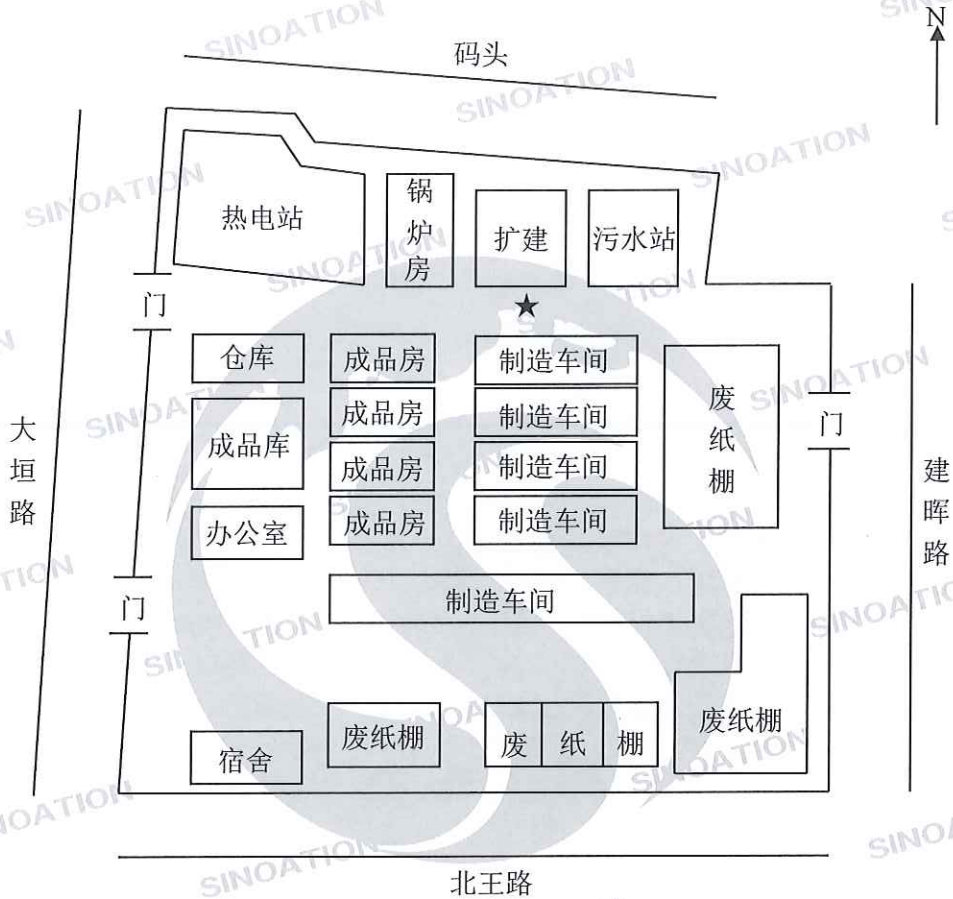 N
码头
热电站
锅炉房
扩建
污水站
门
★
仓库
成品房
制造车间
成品房
制造车间
废纸棚
门
成品库
成品房
制造车间
办公室
成品房
制造车间
大垣路
建晖路
门
制造车间
废纸棚
废纸棚
废 纸 棚
宿舍
北王路
SINOATION